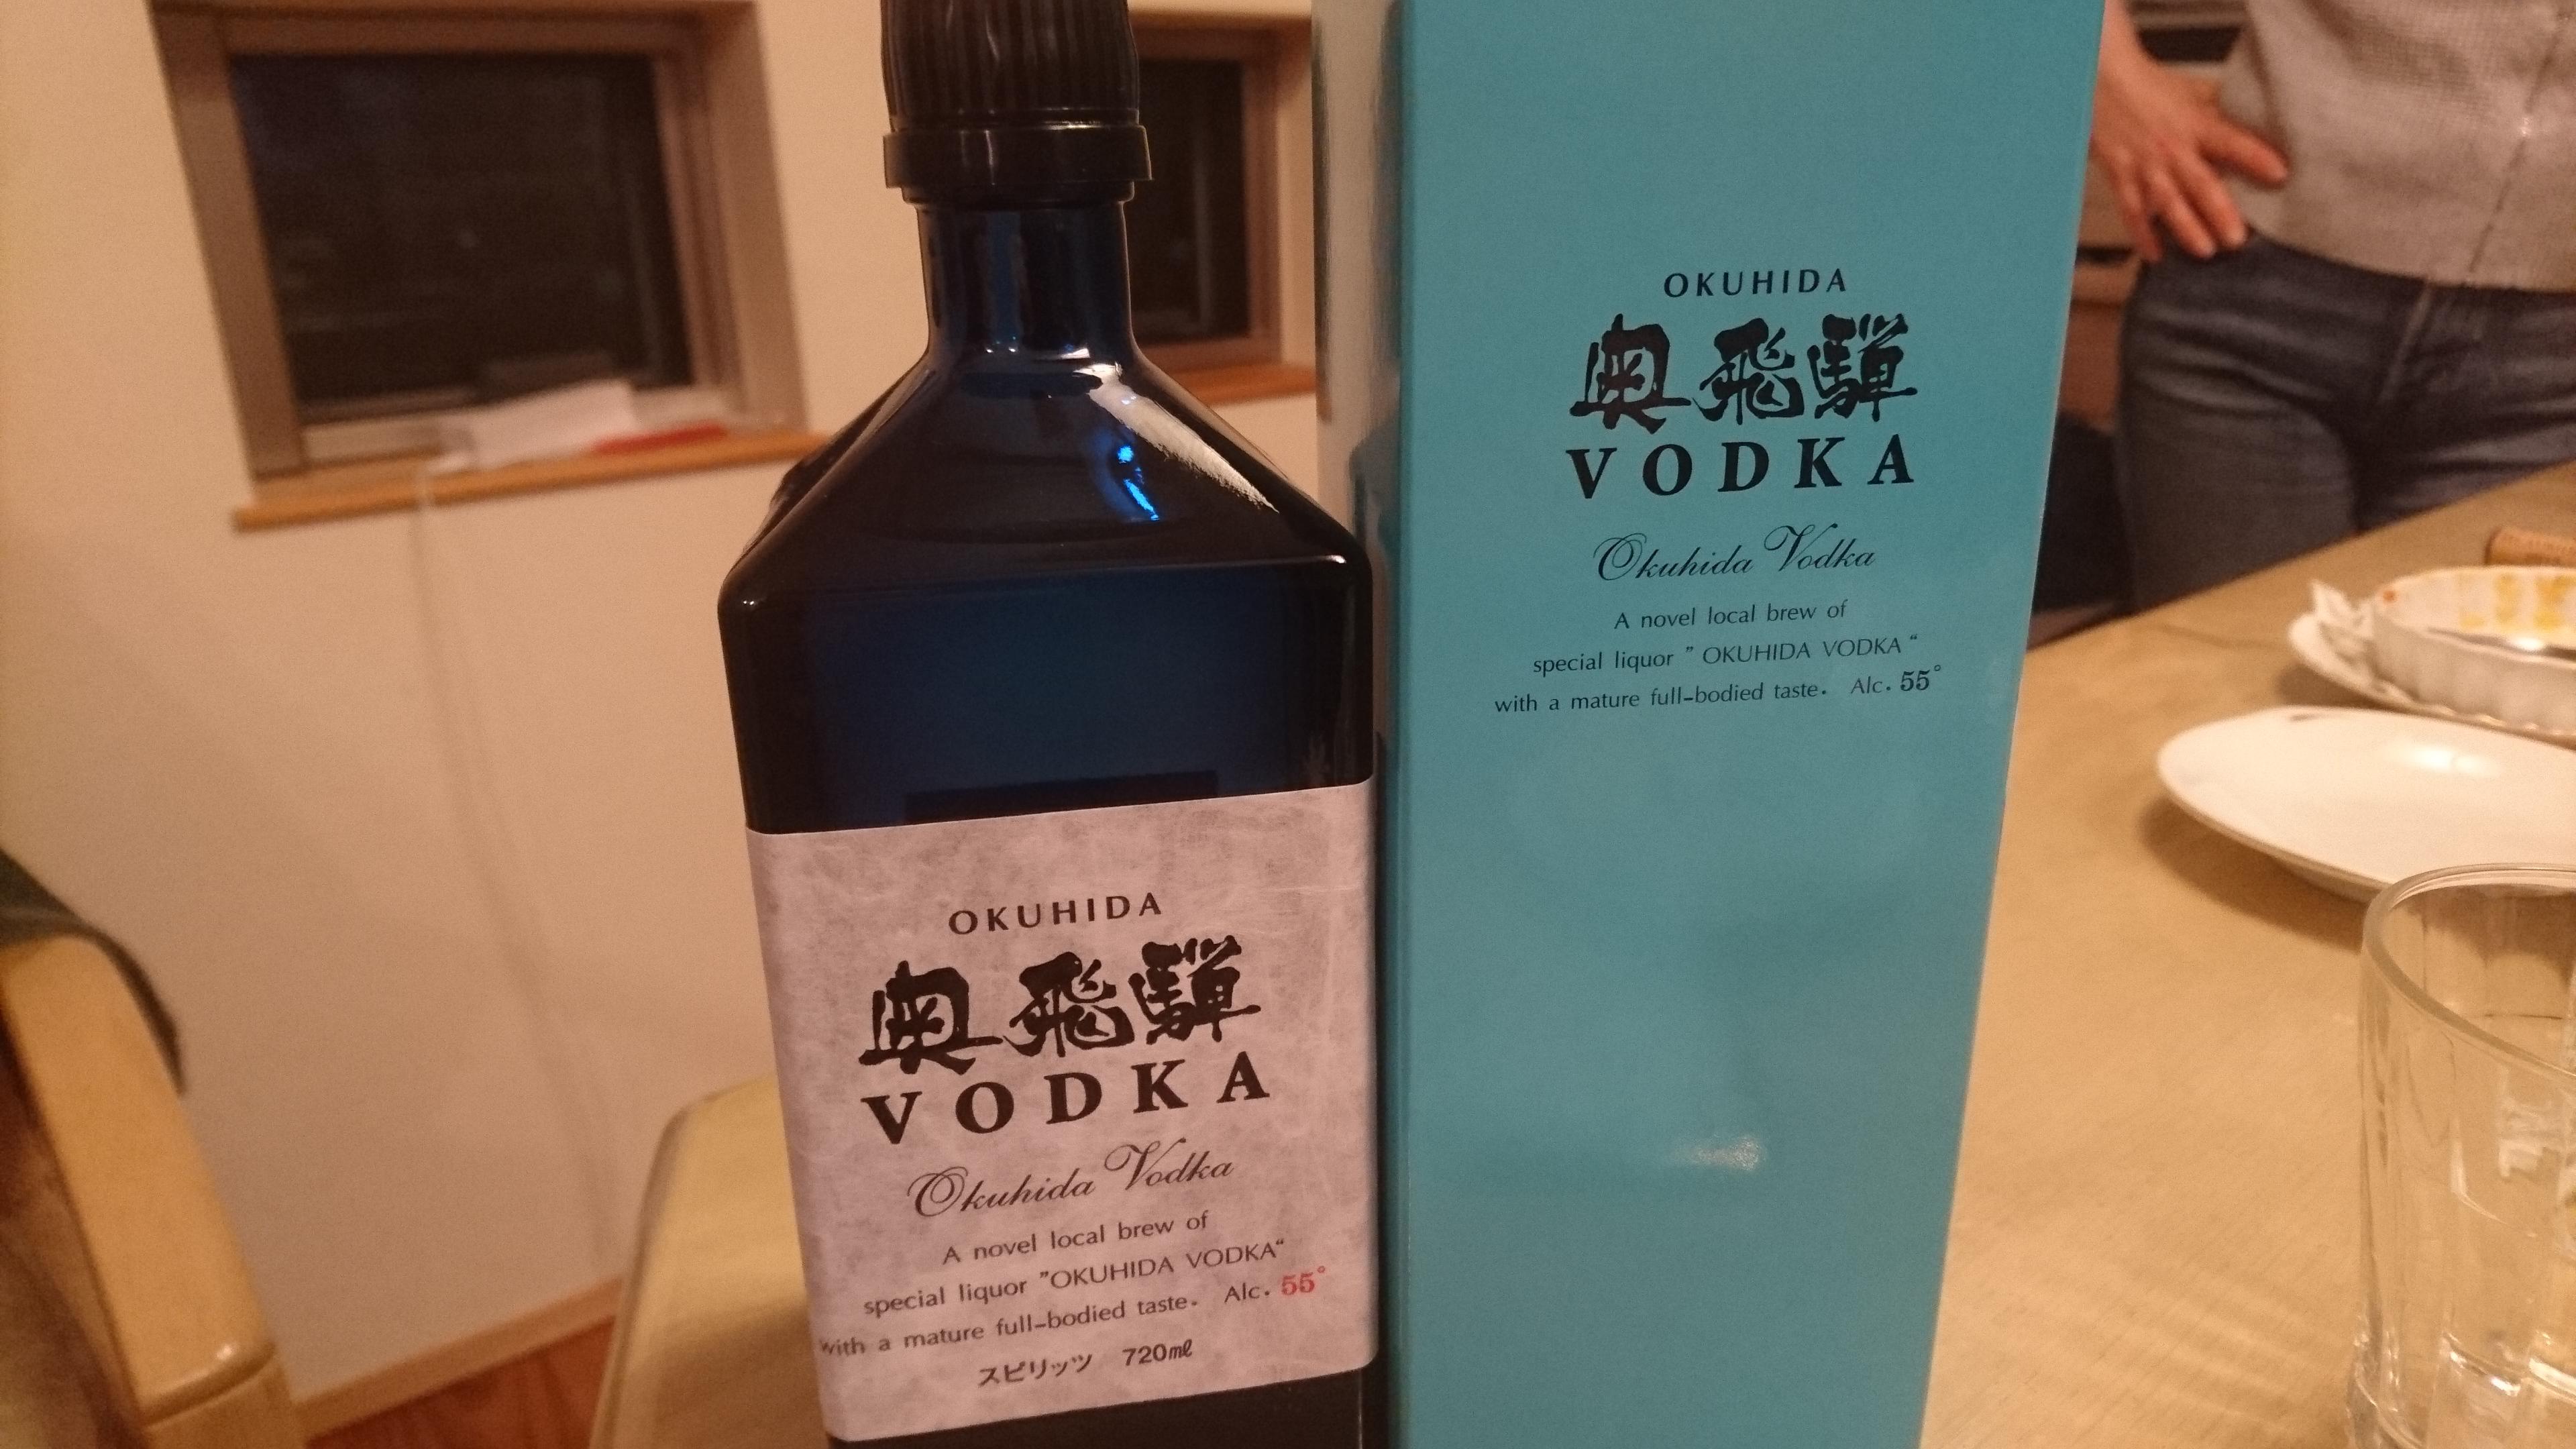 OKUHIDA
奥飛騨
VODKA
Okuhida Vodka
A novel local brew of
special liquor "OKUHIDA VODKA"
with a mature full-bodied taste. Alc. 55°
スピリッツ 720㎖
OKUHIDA
奥飛騨
VODKA
Okuhida Vodka
A novel local brew of
special liquor " OKUHIDA VODKA "
with a mature full-bodied taste. Alc. 55°